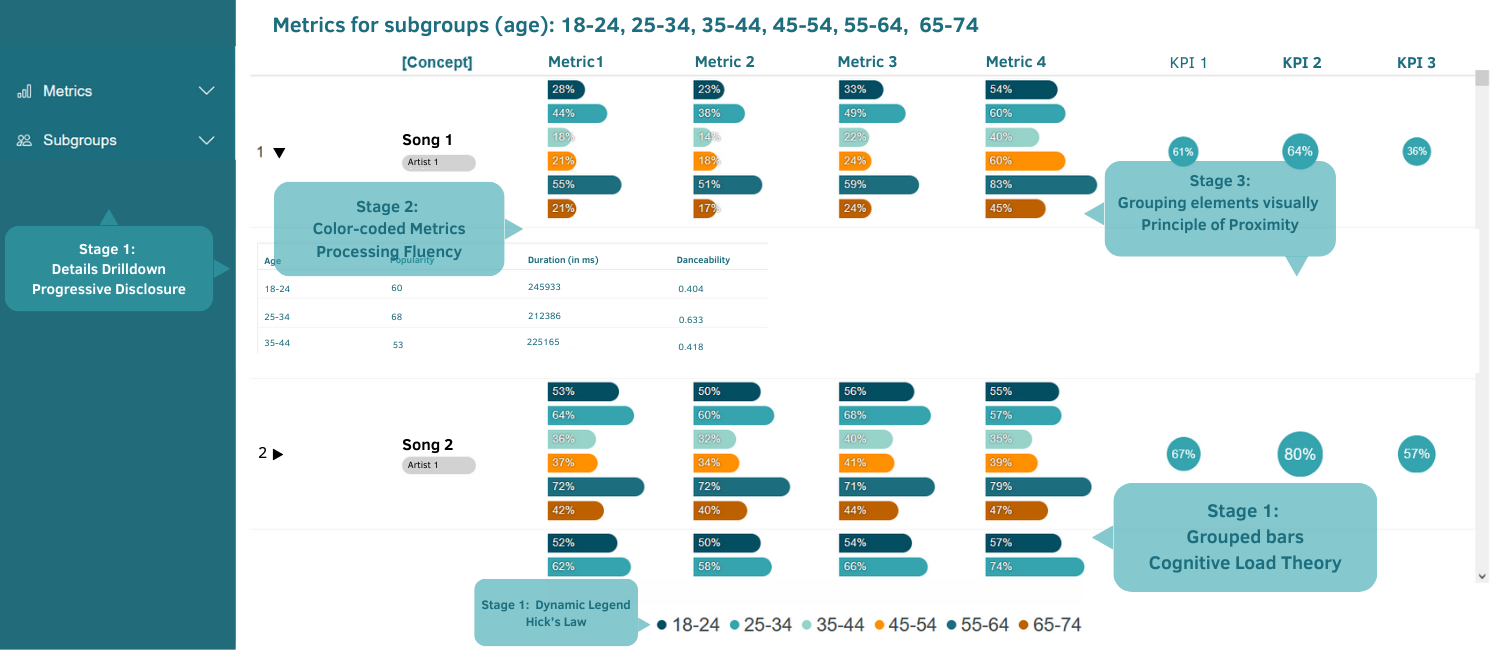 Metrics for subgroups (age): 18-24, 25-34, 35-44, 45-54, 55-64, 65-74
[Concept] Metric1 Metric 2 Metric 3 Metric 4 KPI 1 KPI 2 KPI 3
Metrics
Subgroups
Stage 1:
Details Drilldown
Progressive Disclosure
28% 23% 33% 54%
44% 38% 49% 60%
18% 14% 22% 40%
1 Song 1
Artist 1
21% 18% 24% 60%
61% 64% 36%
55% 51% 59% 83%
21% 17% 24% 45%
Stage 2:
Color-coded Metrics
Processing Fluency
Stage 3:
Grouping elements visually
Principle of Proximity
Age Popularity Duration (in ms) Danceability
18-24 60 245933 0.404
25-34 68 212386 0.633
35-44 53 225165 0.418
53% 50% 56% 55%
64% 60% 68% 57%
36% 32% 40% 35%
2 Song 2
Artist 1
37% 34% 41% 39%
67% 80% 57%
72% 72% 71% 79%
42% 40% 44% 47%
Stage 1:
Grouped bars
Cognitive Load Theory
52% 50% 54% 57%
62% 58% 66% 74%
Stage 1: Dynamic Legend
Hick's Law
18-24 25-34 35-44 45-54 55-64 65-74